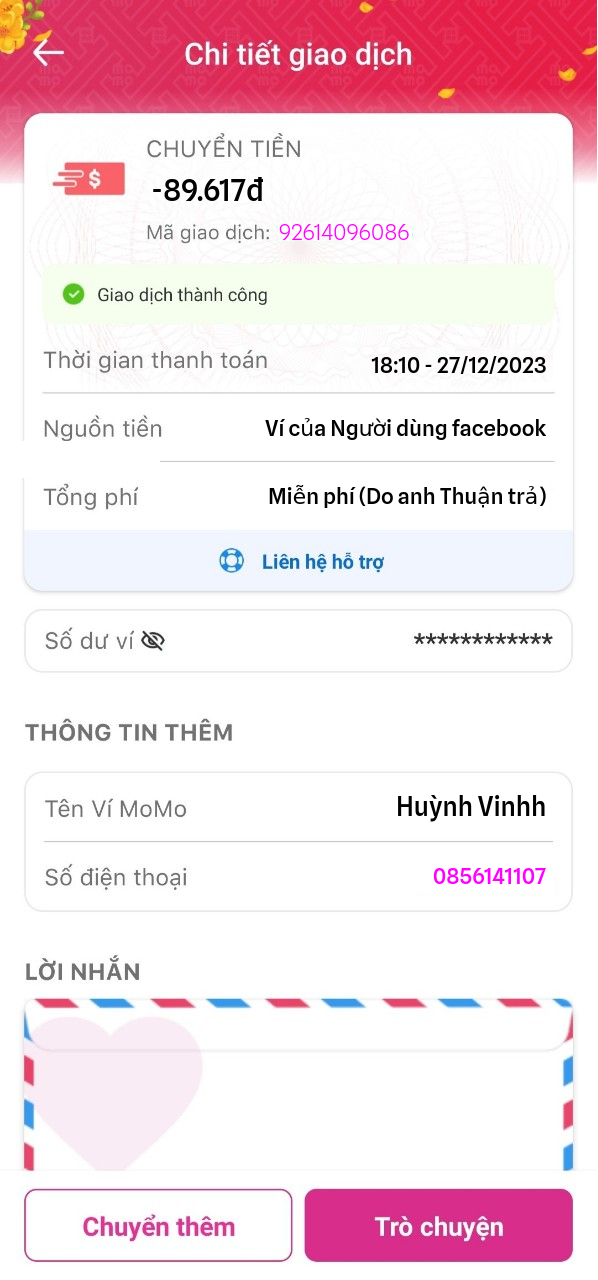 Chi tiết giao dịch
CHUYỂN TIỀN
-89.617đ
Mã giao dịch: 92614096086
Giao dịch thành công
Thời gian thanh toán 18:10 - 27/12/2023
Nguồn tiền Ví của Người dùng facebook
Tổng phí Miễn phí (Do anh Thuận trả)
Liên hệ hỗ trợ
Số dư ví ************
THÔNG TIN THÊM
Tên Ví MoMo Huỳnh Vinhh
Số điện thoại 0856141107
LỜI NHẮN
Chuyển thêm Trò chuyện